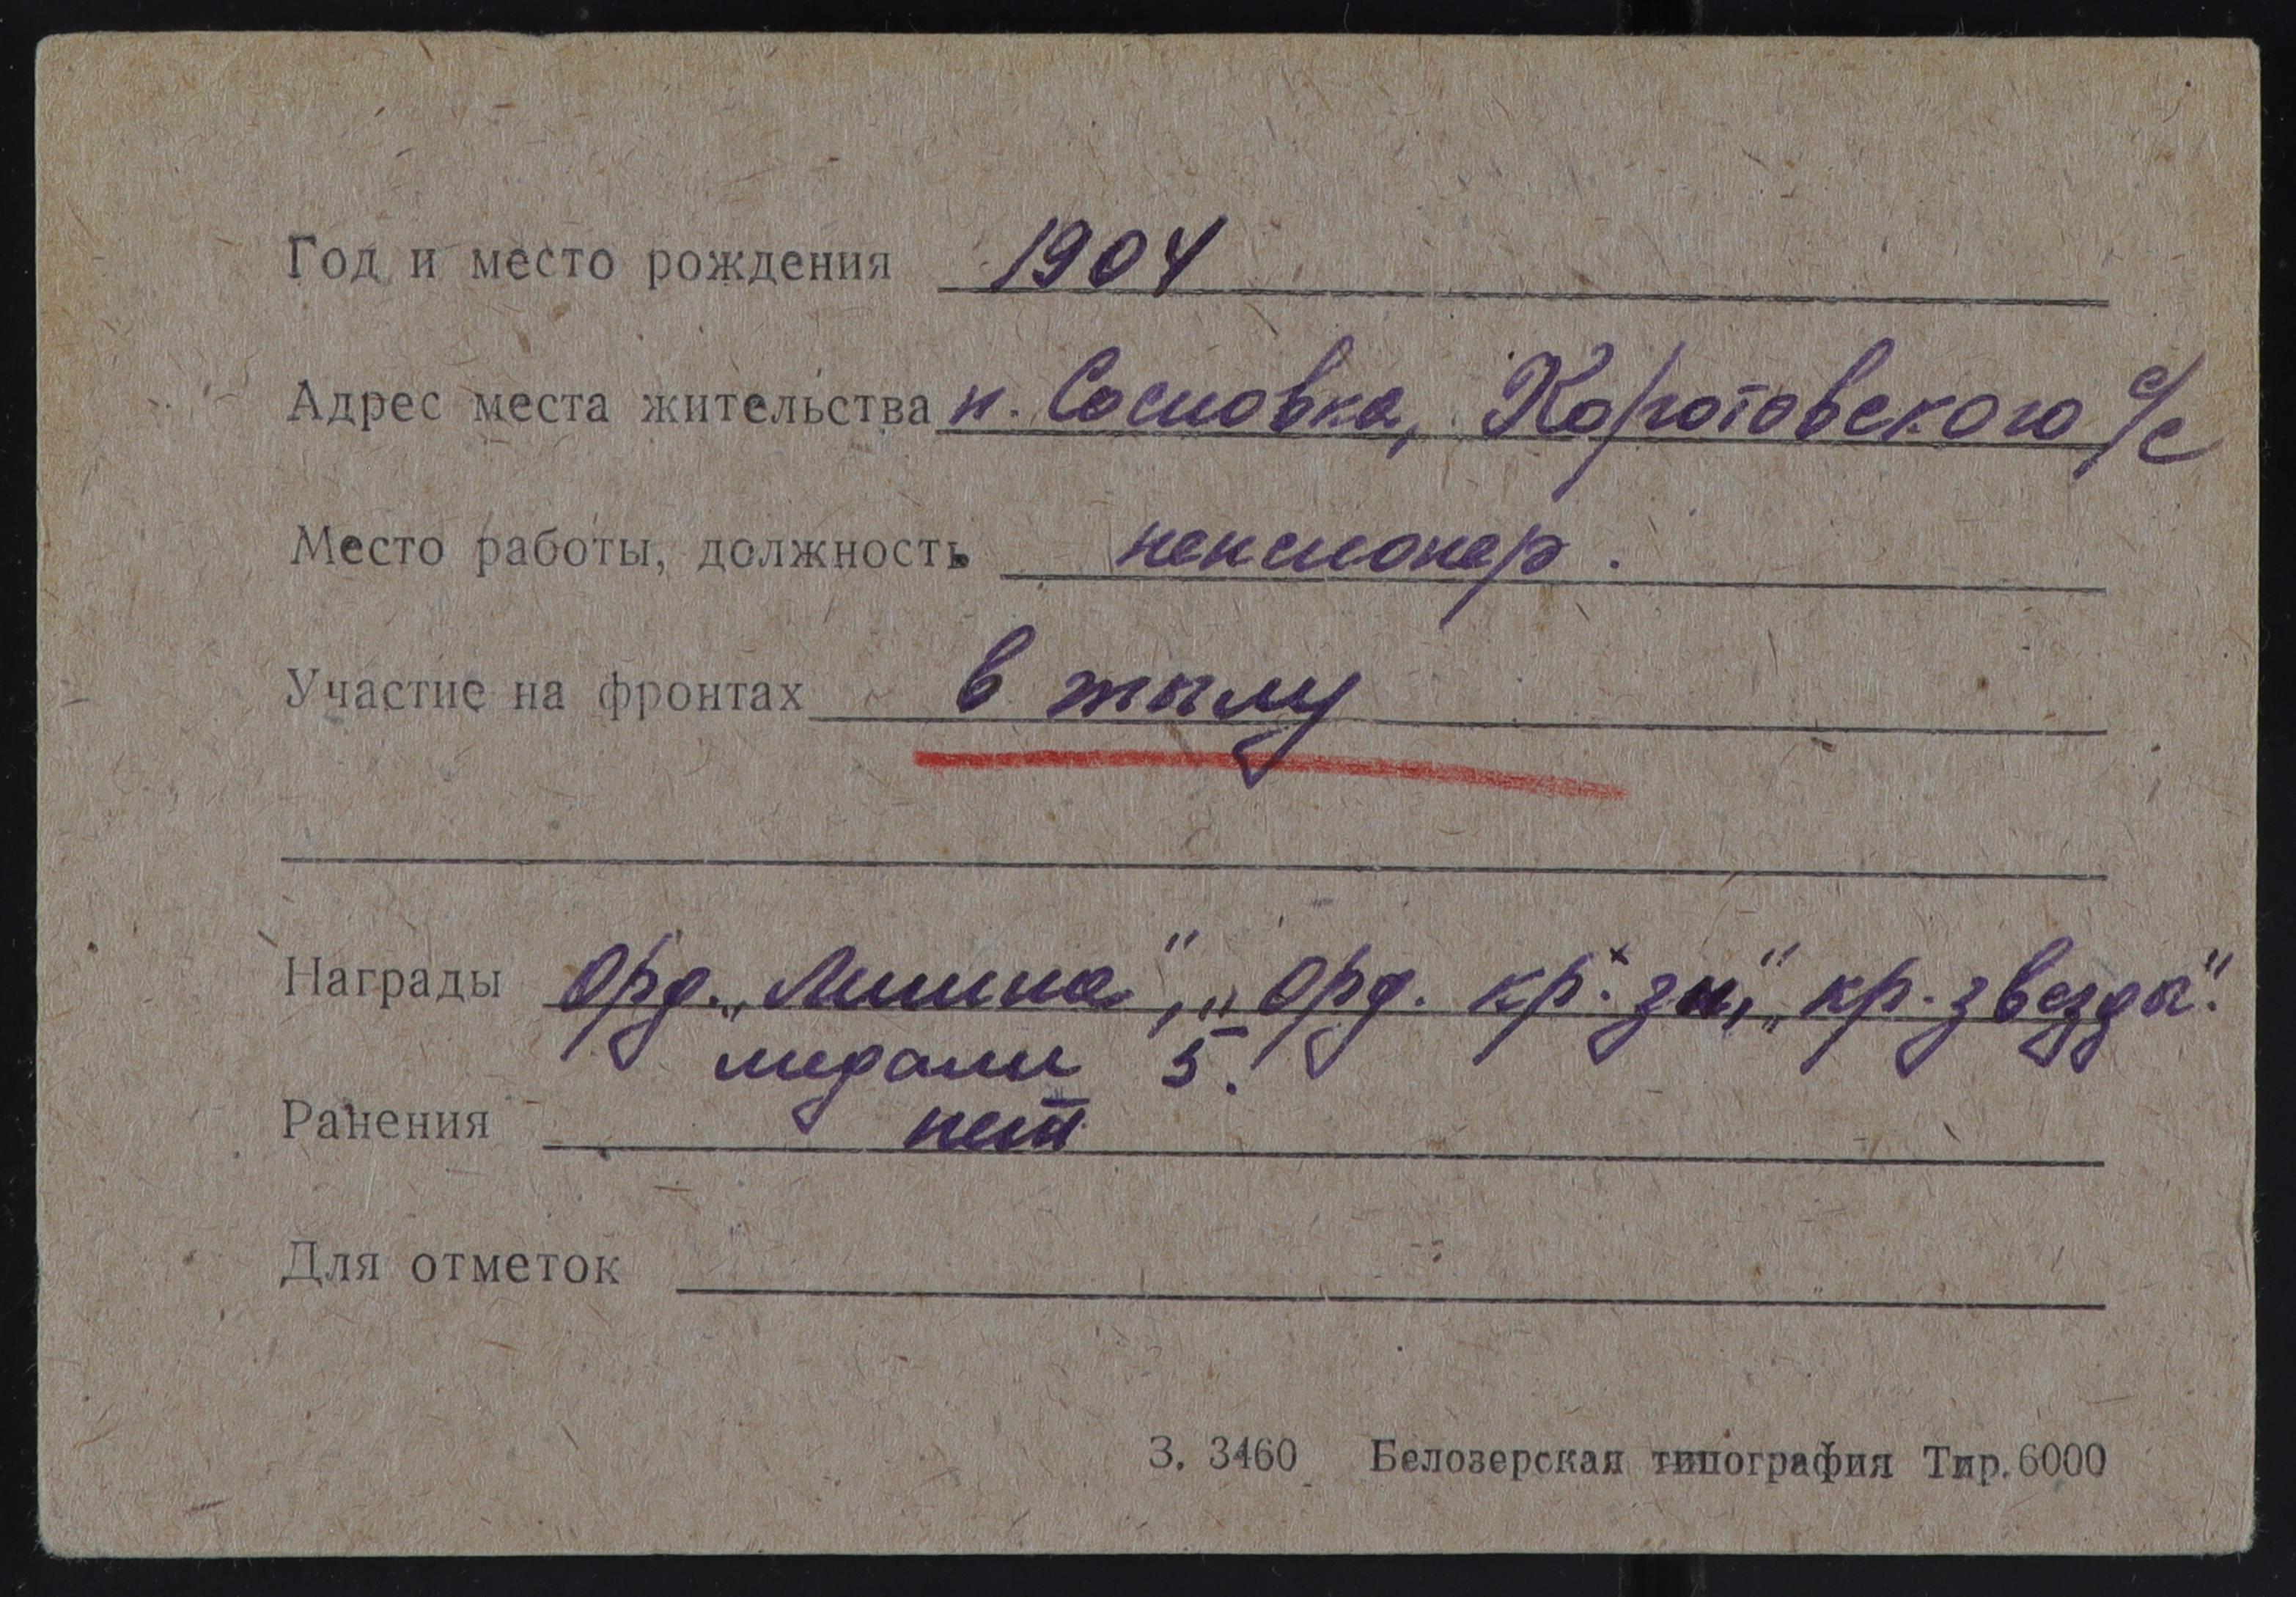 Год и место рождения 1904
Адрес места жительства п. Сосновка, Коротовского с/с
Место работы, должность пенсионер.
Участие на фронтах в тылу
Награды Орд. „Ленина", „Орд. кр. зн", „кр. звезды".
медали 5.
Ранения нет
Для отметок
З. 3460 Белозерская типография Тир. 6000